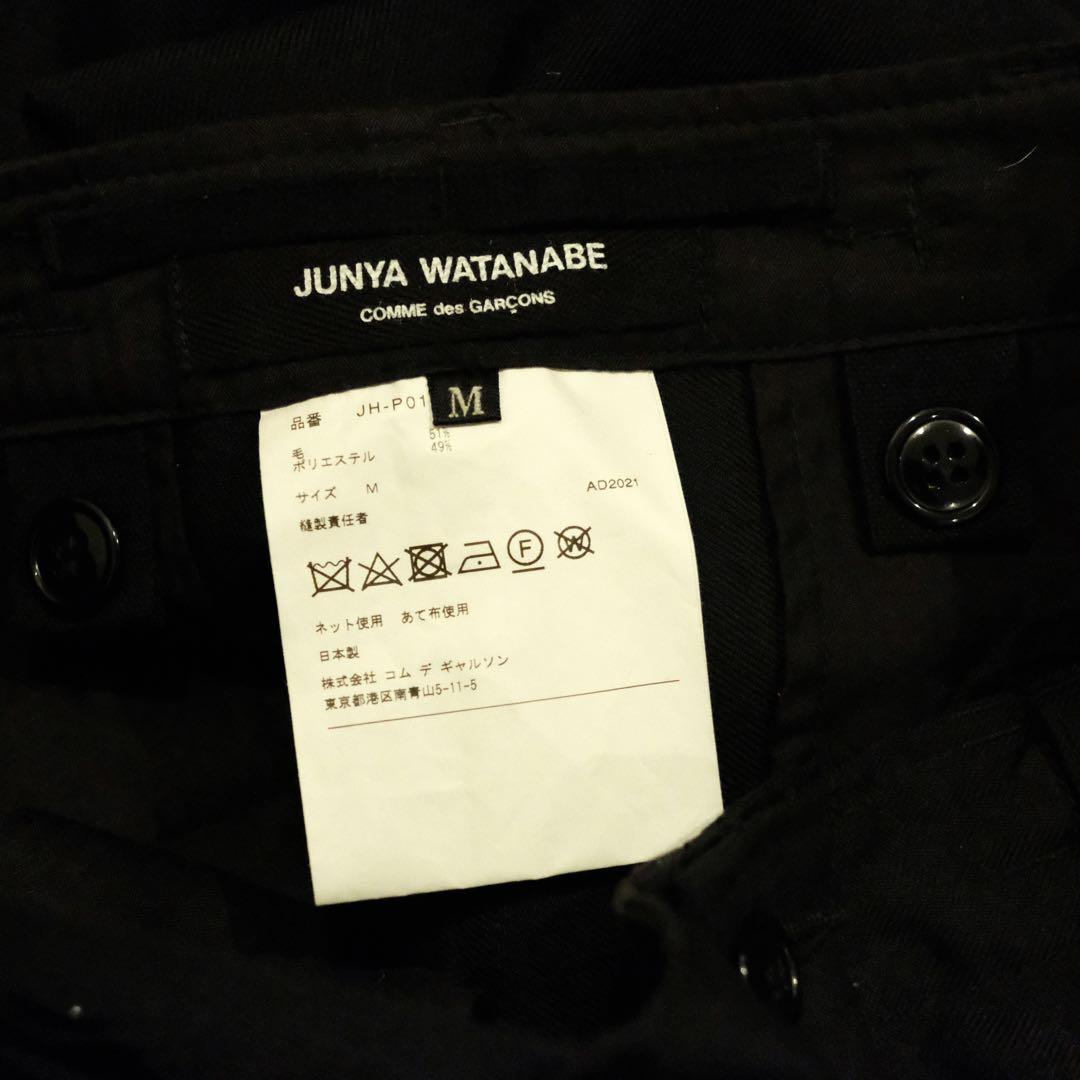 JUNYA WATANABE
COMME des GARÇONS
M
品番 JH-P01
毛 51%
ポリエステル 49%
サイズ M AD2021
縫製責任者
F W
ネット使用 あて布使用
日本製
株式会社 コム デ ギャルソン
東京都港区南青山5-11-5